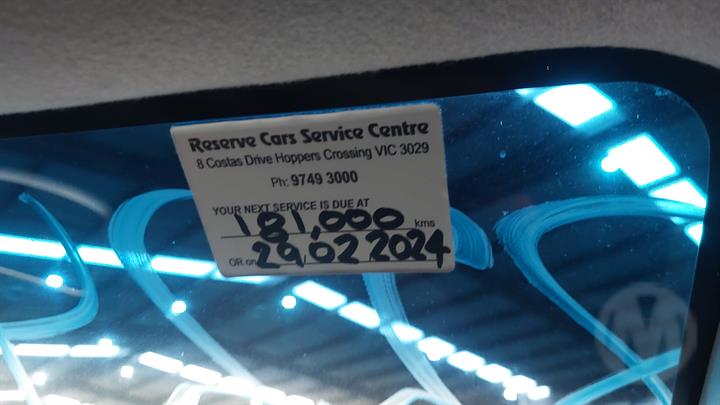 Reserve Cars Service Centre
8 Costas Drive Hoppers Crossing VIC 3029
Ph: 9749 3000
YOUR NEXT SERVICE IS DUE AT
181,000 kms
OR on 29/02 2024
M